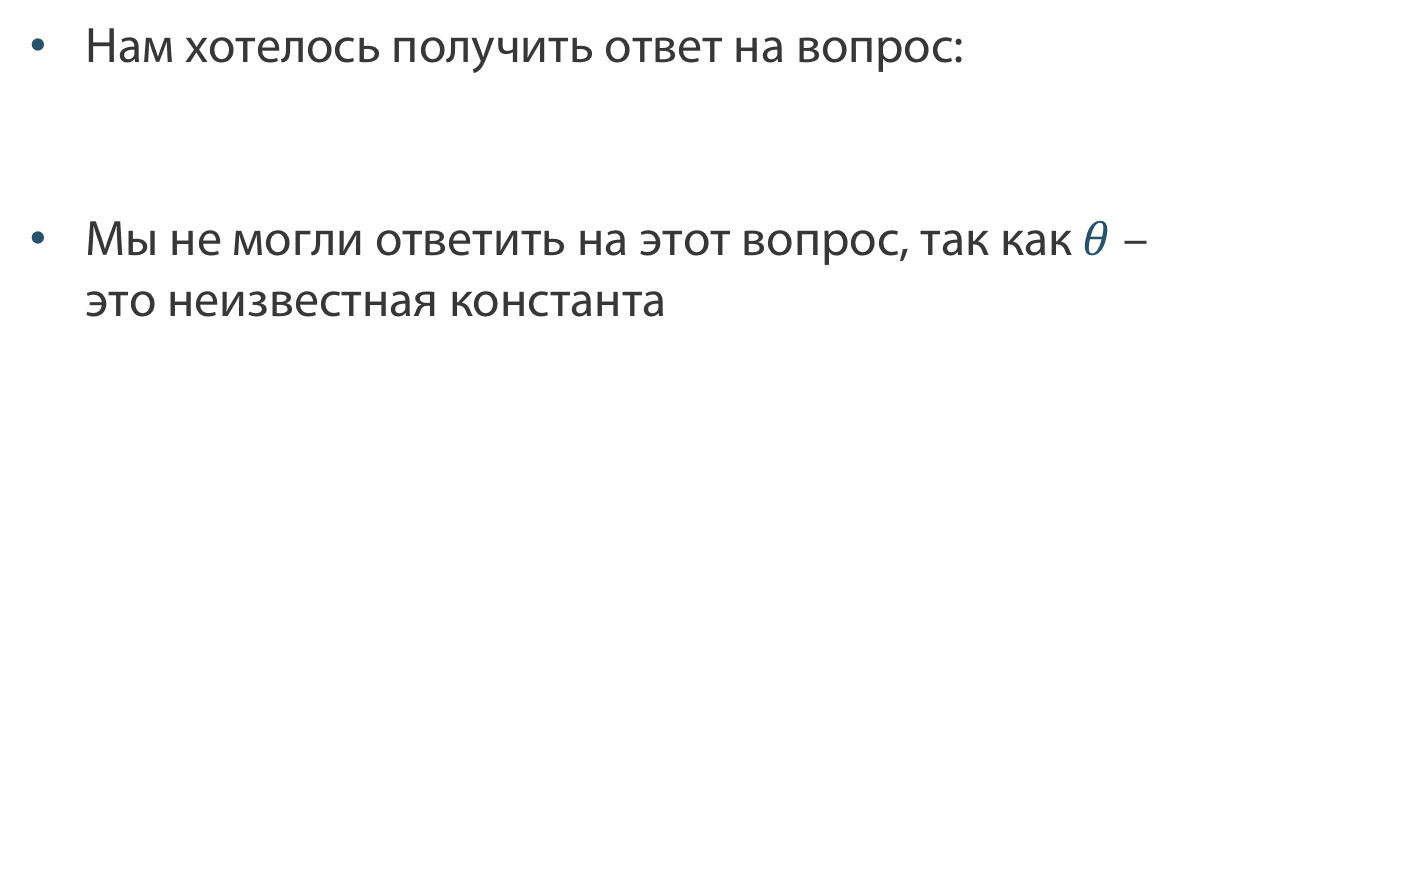 • Нам хотелось получить ответ на вопрос:
• Мы не могли ответить на этот вопрос, так как θ –
это неизвестная константа